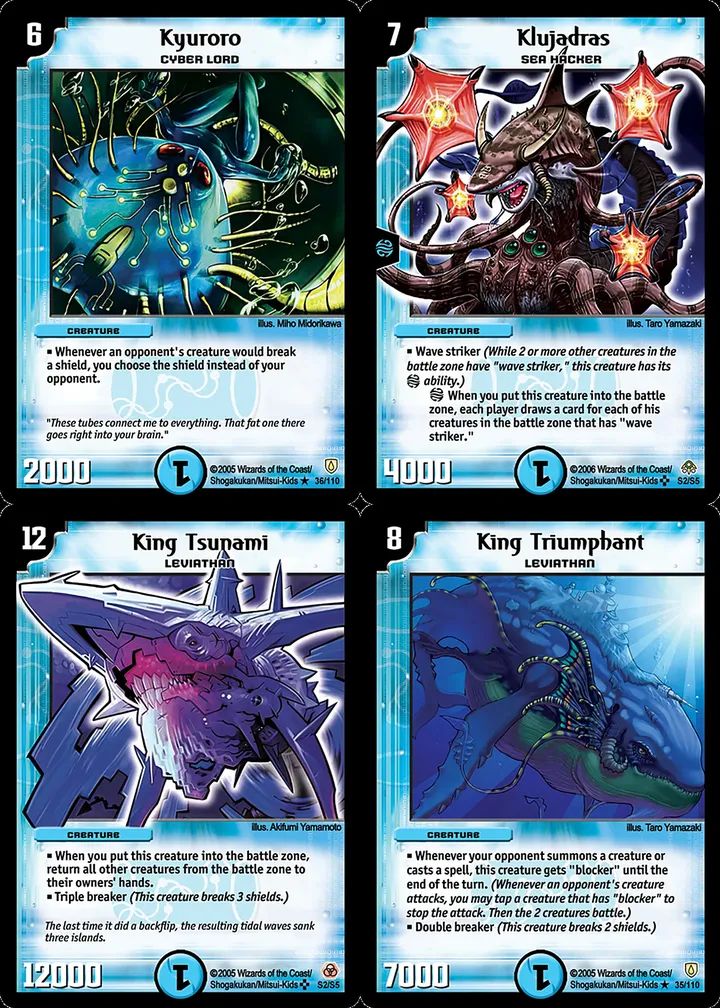 6
Kyuroro
CYBER LORD
CREATURE
illus. Miho Midorikawa
▪ Whenever an opponent's creature would break
a shield, you choose the shield instead of your
opponent.
"These tubes connect me to everything. That fat one there
goes right into your brain."
2000
1
©2005 Wizards of the Coast/
Shogakukan/Mitsui-Kids ★ 36/110
7
Klujadras
SEA HACKER
CREATURE
illus. Taro Yamazaki
▪ Wave striker (While 2 or more other creatures in the
battle zone have "wave striker," this creature has its
ability.)
When you put this creature into the battle
zone, each player draws a card for each of his
creatures in the battle zone that has "wave
striker."
4000
1
©2006 Wizards of the Coast/
Shogakukan/Mitsui-Kids S2/S5
12
King Tsunami
LEVIATHAN
CREATURE
illus. Akifumi Yamamoto
▪ When you put this creature into the battle zone,
return all other creatures from the battle zone to
their owners' hands.
▪ Triple breaker (This creature breaks 3 shields.)
The last time it did a backflip, the resulting tidal waves sank
three islands.
12000
1
©2005 Wizards of the Coast/
Shogakukan/Mitsui-Kids S2/S5
8
King Triumphant
LEVIATHAN
CREATURE
illus. Taro Yamazaki
▪ Whenever your opponent summons a creature or
casts a spell, this creature gets "blocker" until the
end of the turn. (Whenever an opponent's creature
attacks, you may tap a creature that has "blocker" to
stop the attack. Then the 2 creatures battle.)
▪ Double breaker (This creature breaks 2 shields.)
7000
1
©2005 Wizards of the Coast/
Shogakukan/Mitsui-Kids ★ 35/110